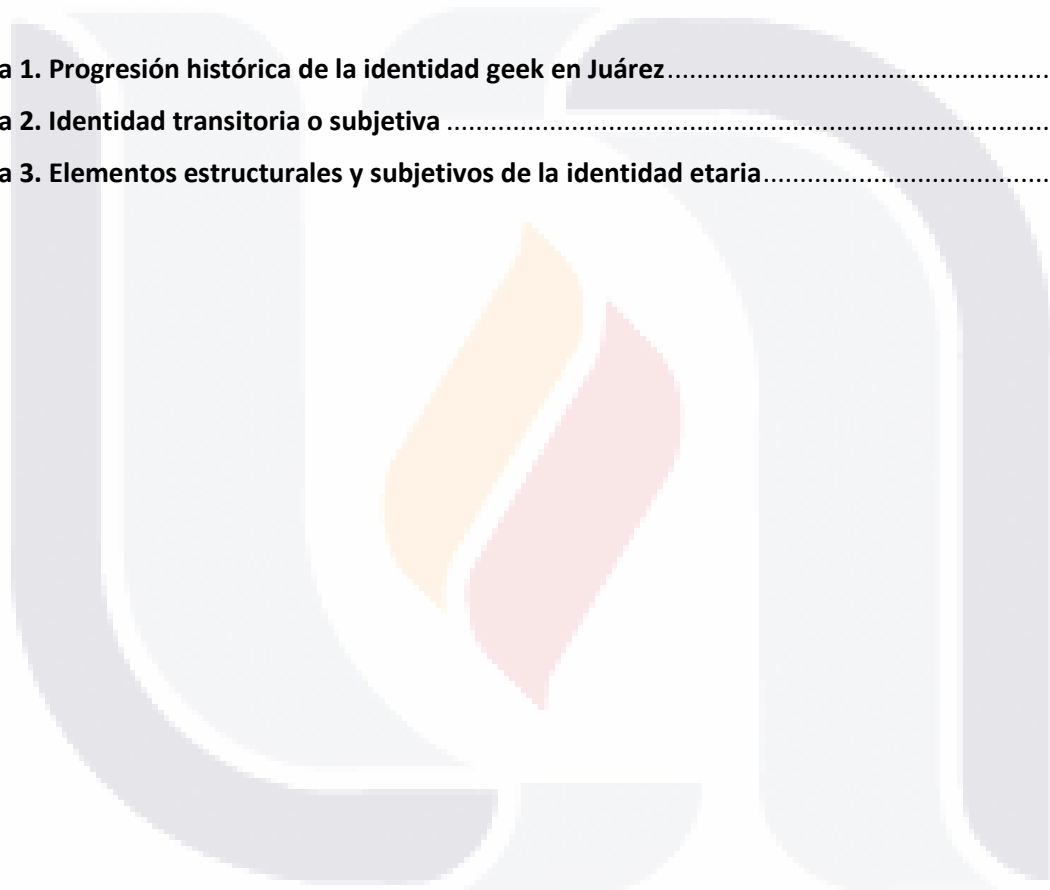 a 1. Progresión histórica de la identidad geek en Juárez
a 2. Identidad transitoria o subjetiva
a 3. Elementos estructurales y subjetivos de la identidad etaria